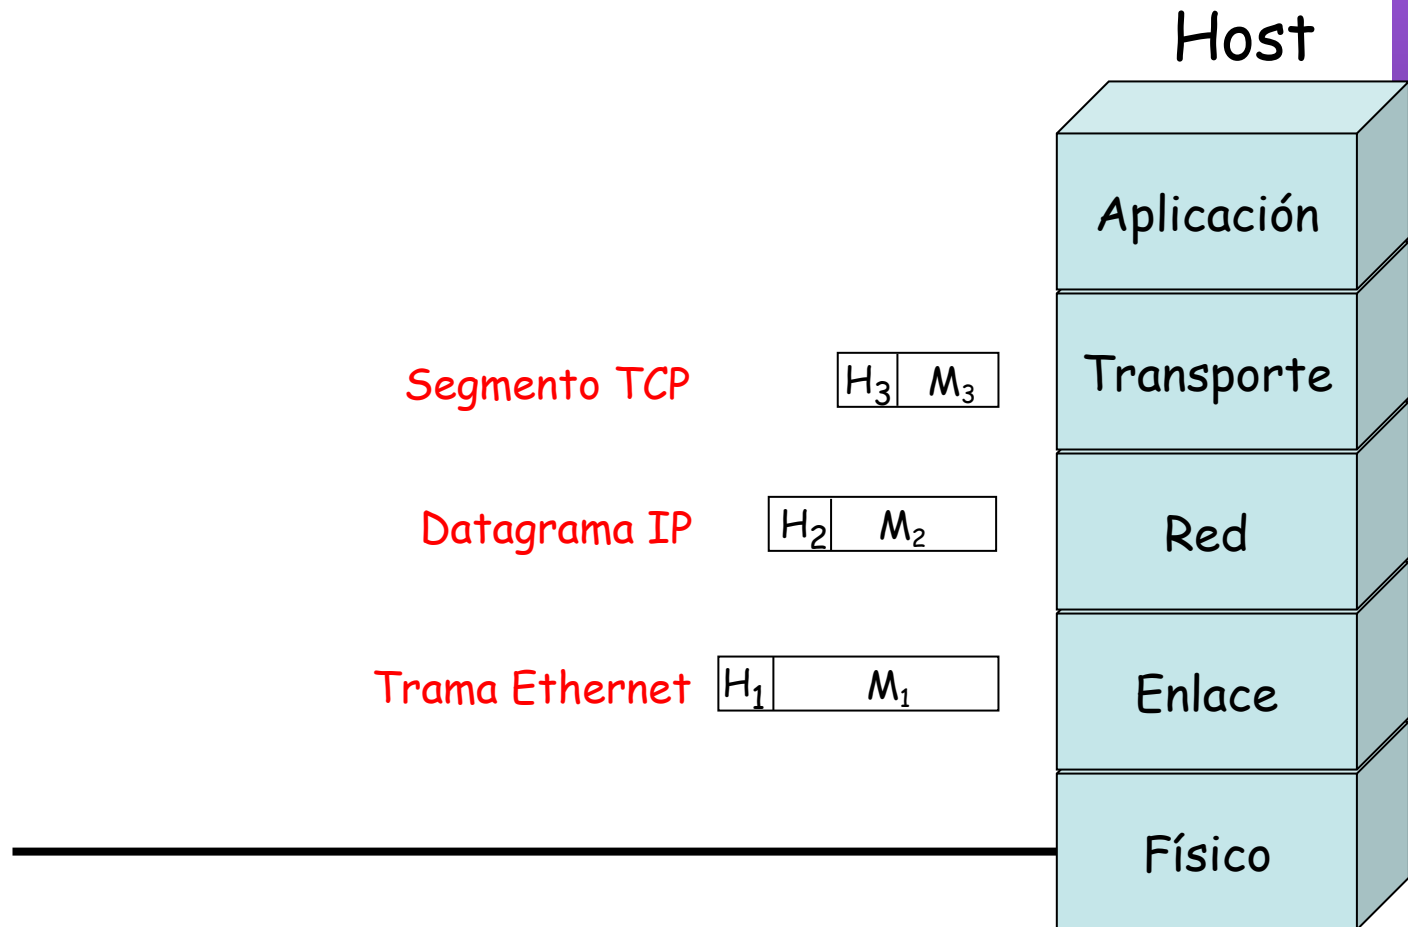 Host
Aplicación
Segmento TCP H₃ M₃ Transporte
Datagrama IP H₂ M₂ Red
Trama Ethernet H₁ M₁ Enlace
Físico